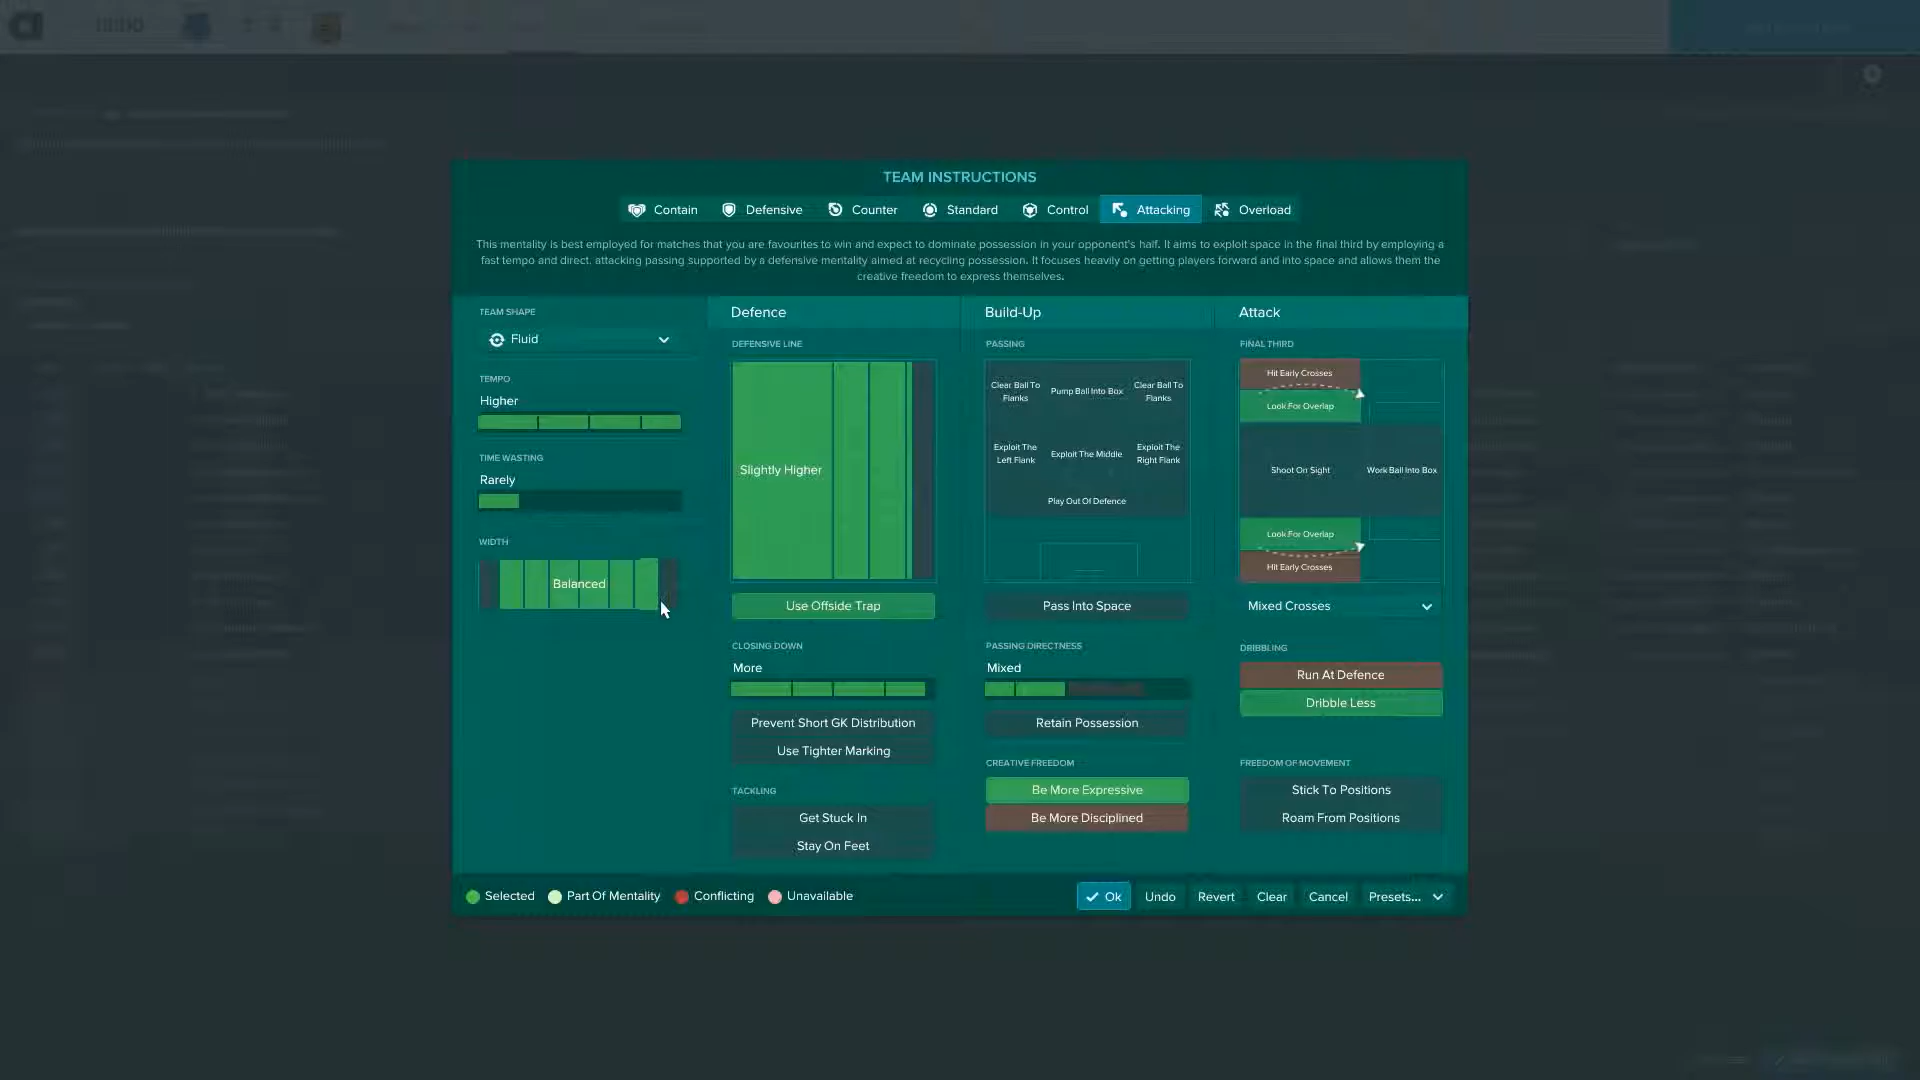 TEAM INSTRUCTIONS
Contain
Defensive
Counter
Standard
Control
Attacking
Overload
This mentality is best employed for matches that you are favourites to win and expect to dominate possession in your opponent's half. It aims to exploit space in the final third by employing a
fast tempo and direct, attacking passing supported by a defensive mentality aimed at recycling possession. It focuses heavily on getting players forward and into space and allows them the
creative freedom to express themselves.
TEAM SHAPE
Fluid
TEMPO
Higher
TIME WASTING
Rarely
WIDTH
Balanced
Defence
DEFENSIVE LINE
Slightly Higher
Use Offside Trap
CLOSING DOWN
More
Prevent Short GK Distribution
Use Tighter Marking
TACKLING
Get Stuck In
Stay On Feet
Build-Up
PASSING
Clear Ball To
Flanks
Pump Ball Into Box
Clear Ball To
Flanks
Exploit The
Left Flank
Exploit The Middle
Exploit The
Right Flank
Play Out Of Defence
Pass Into Space
PASSING DIRECTNESS
Mixed
Retain Possession
CREATIVE FREEDOM
Be More Expressive
Be More Disciplined
Attack
FINAL THIRD
Hit Early Crosses
Look For Overlap
Shoot On Sight
Work Ball Into Box
Look For Overlap
Hit Early Crosses
Mixed Crosses
DRIBBLING
Run At Defence
Dribble Less
FREEDOM OF MOVEMENT
Stick To Positions
Roam From Positions
Selected
Part Of Mentality
Conflicting
Unavailable
Ok
Undo
Revert
Clear
Cancel
Presets...